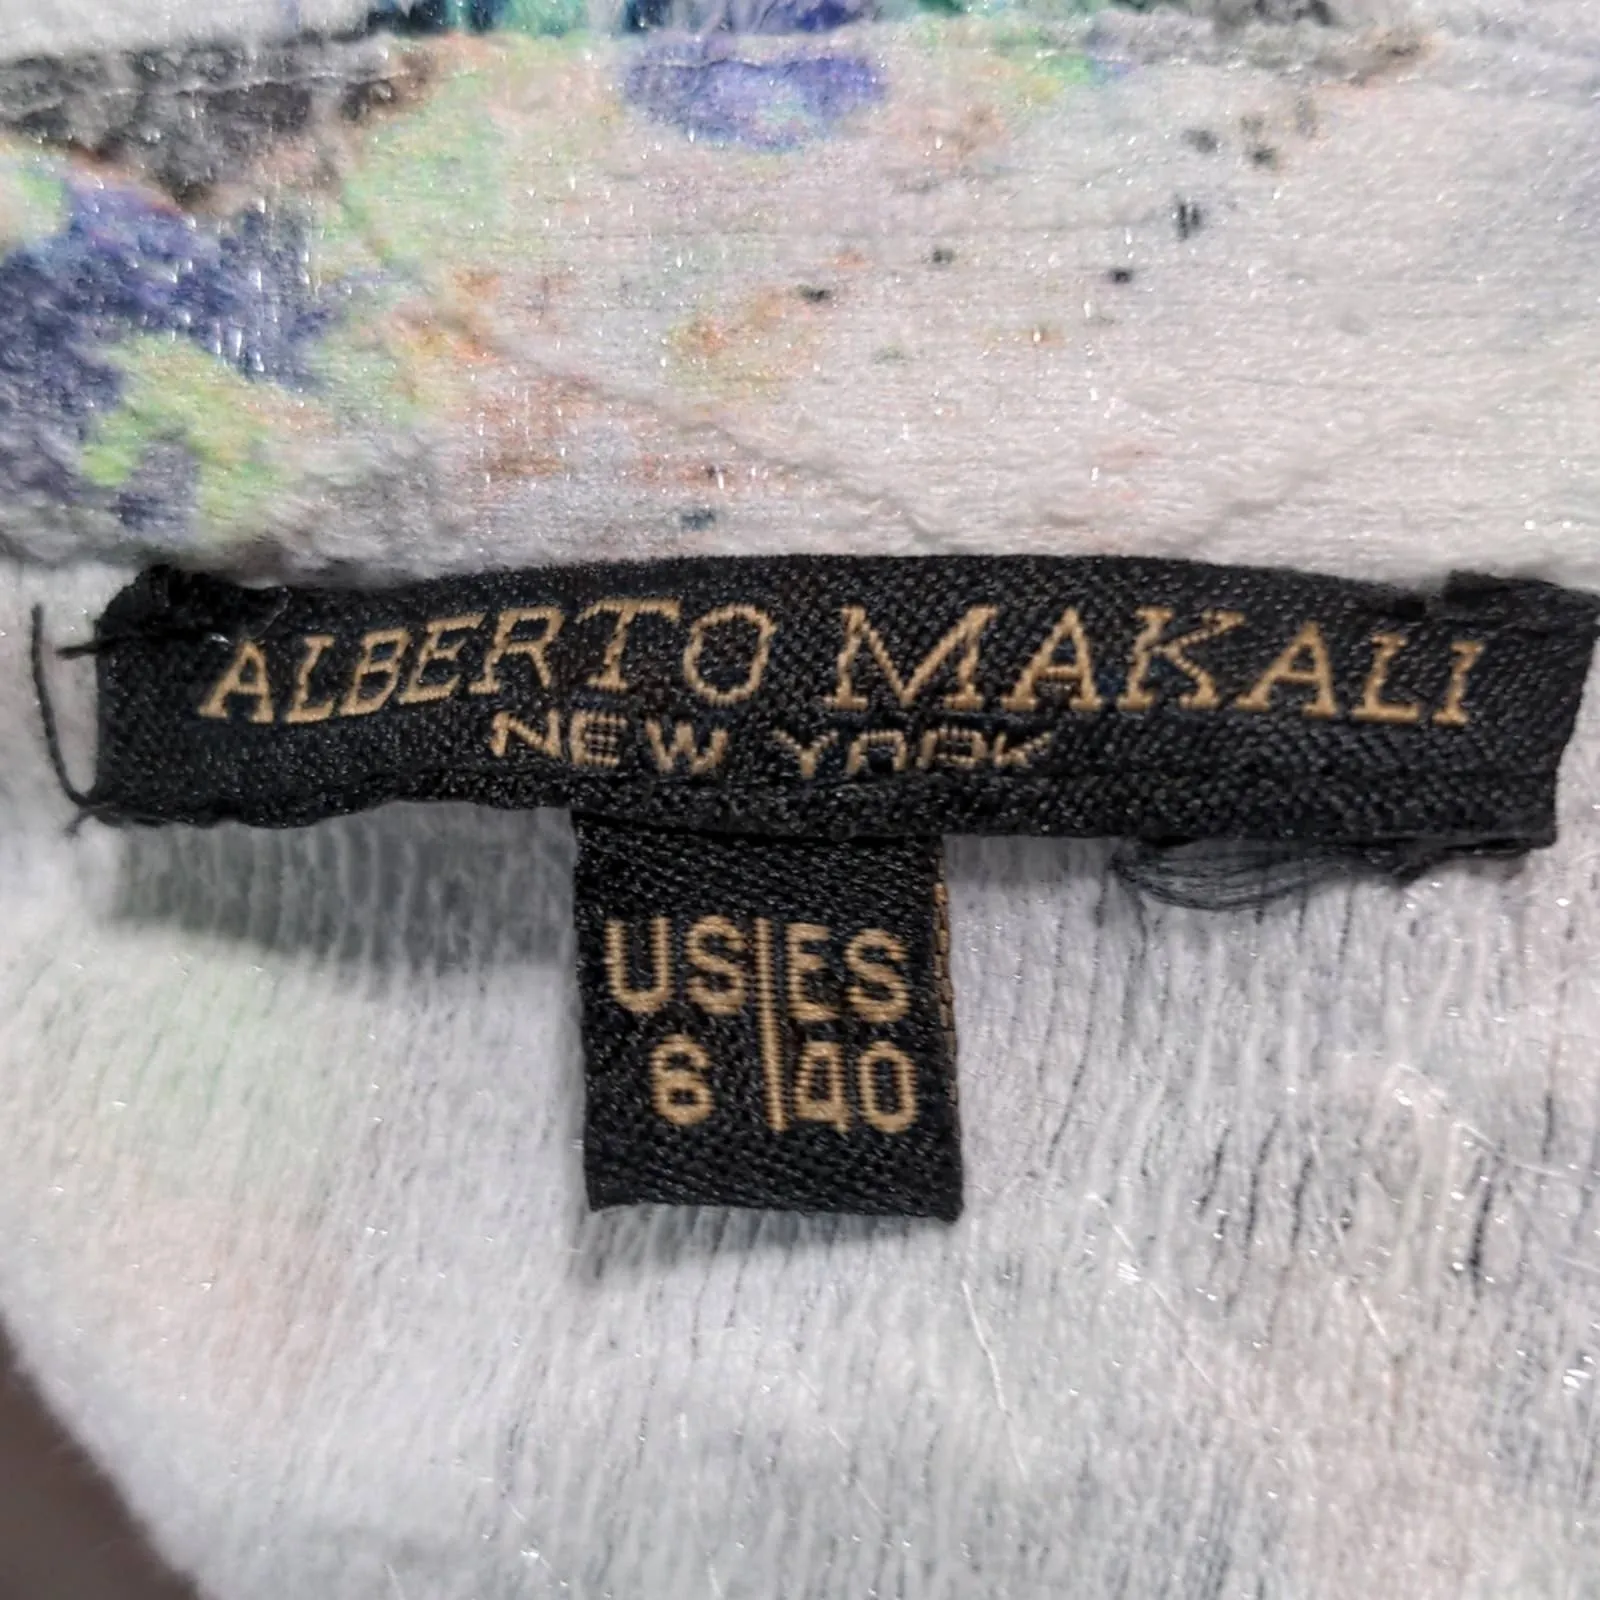 ALBERTO MAKALI
NEW YORK
US|ES
6|40